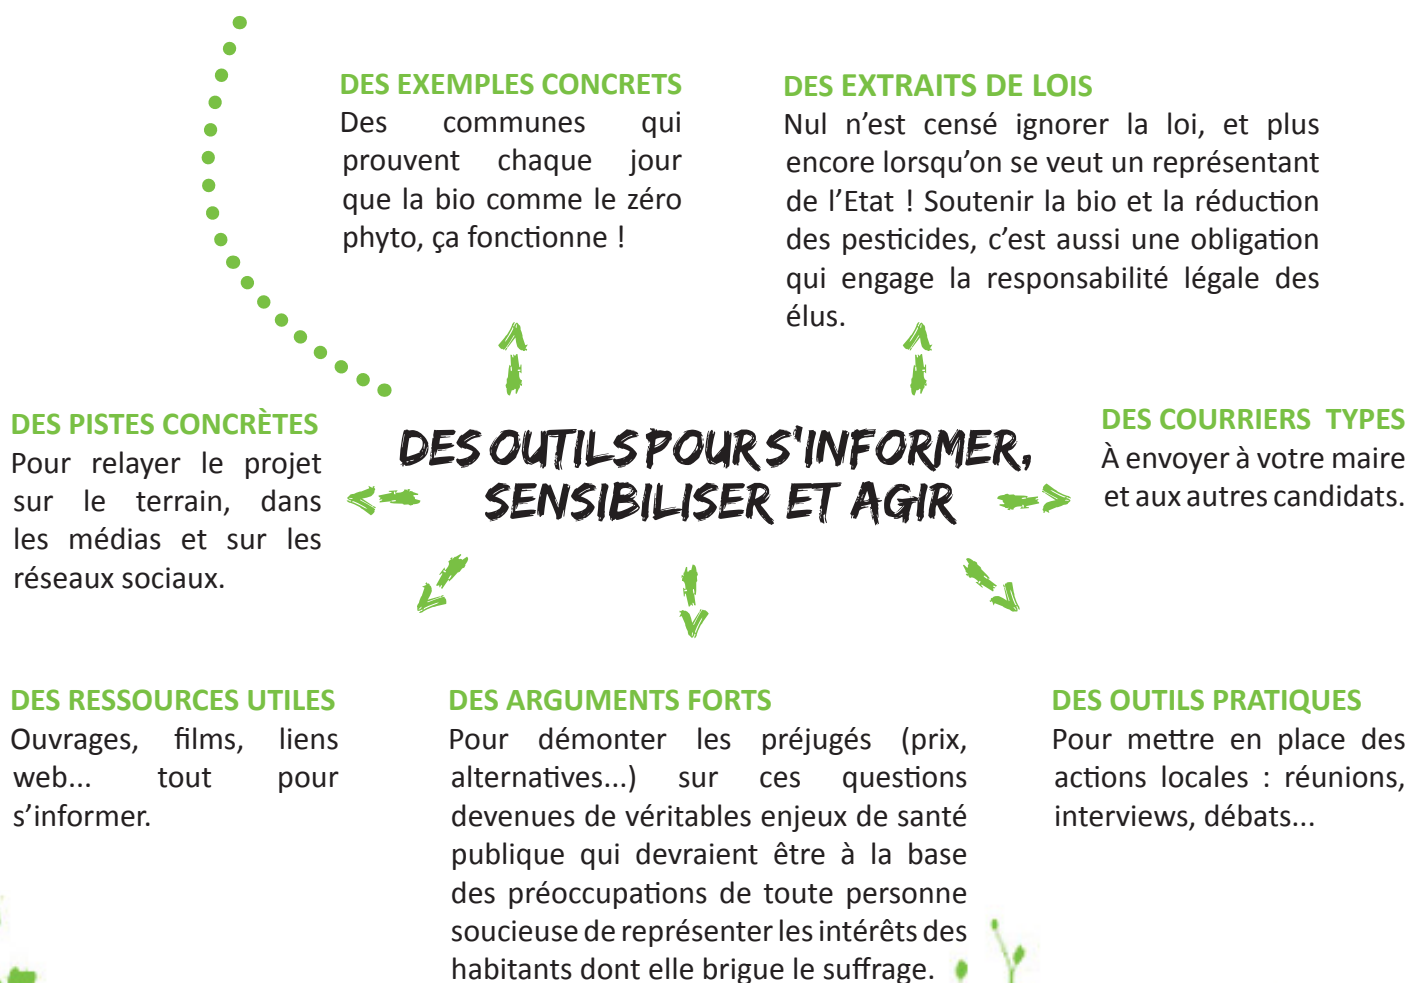 DES EXEMPLES CONCRETS
Des communes qui
prouvent chaque jour
que la bio comme le zéro
phyto, ça fonctionne !
DES EXTRAITS DE LOIS
Nul n’est censé ignorer la loi, et plus
encore lorsqu’on se veut un représentant
de l’Etat ! Soutenir la bio et la réduction
des pesticides, c’est aussi une obligation
qui engage la responsabilité légale des
élus.
DES PISTES CONCRÈTES
Pour relayer le projet
sur le terrain, dans
les médias et sur les
réseaux sociaux.
DES OUTILS POUR S'INFORMER,
SENSIBILISER ET AGIR
DES COURRIERS TYPES
À envoyer à votre maire
et aux autres candidats.
DES RESSOURCES UTILES
Ouvrages, films, liens
web... tout pour
s’informer.
DES ARGUMENTS FORTS
Pour démonter les préjugés (prix,
alternatives...) sur ces questions
devenues de véritables enjeux de santé
publique qui devraient être à la base
des préoccupations de toute personne
soucieuse de représenter les intérêts des
habitants dont elle brigue le suffrage.
DES OUTILS PRATIQUES
Pour mettre en place des
actions locales : réunions,
interviews, débats...